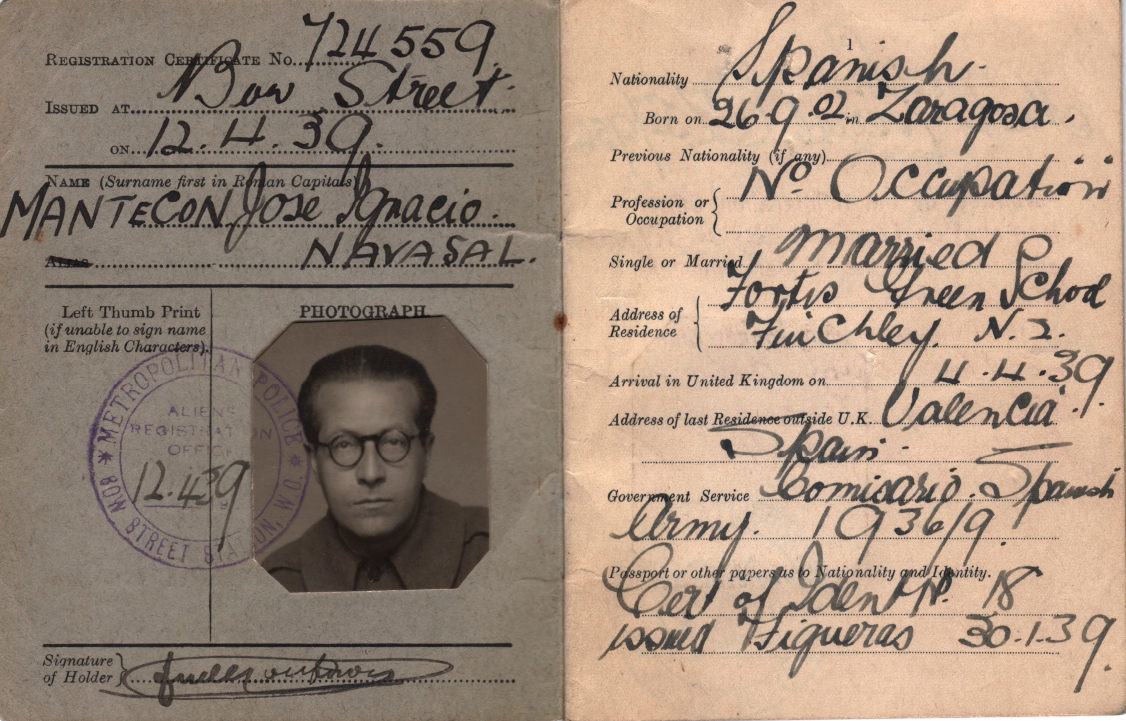 REGISTRATION CERTIFICATE No. 724559
ISSUED AT Bow Street.
ON 12.4.39.
NAME (Surname first in Roman Capitals)
MANTECON Jose Ignacio.
NAVASAL.
Left Thumb Print
(if unable to sign name
in English Characters).
PHOTOGRAPH
METROPOLITAN POLICE
BOW STREET STATION, W.
ALIENS
REGISTRATION
OFFICE
12.4.39
Signature
of Holder
1
Nationality Spanish.
Born on 26.9.02. in Zaragosa.
Previous Nationality (if any)
Profession or
Occupation
No Occupation
Single or Married Married
Address of
Residence
Fortis Green School
Finchley. N.2.
Arrival in United Kingdom on 4.4.39.
Address of last Residence outside U.K. Valencia
Spain.
Government Service Comisario. Spanish
Army. 1936/9.
Passport or other papers as to Nationality and Identity.
Cert of Ident No. 18
issued Figueras 30.1.39.